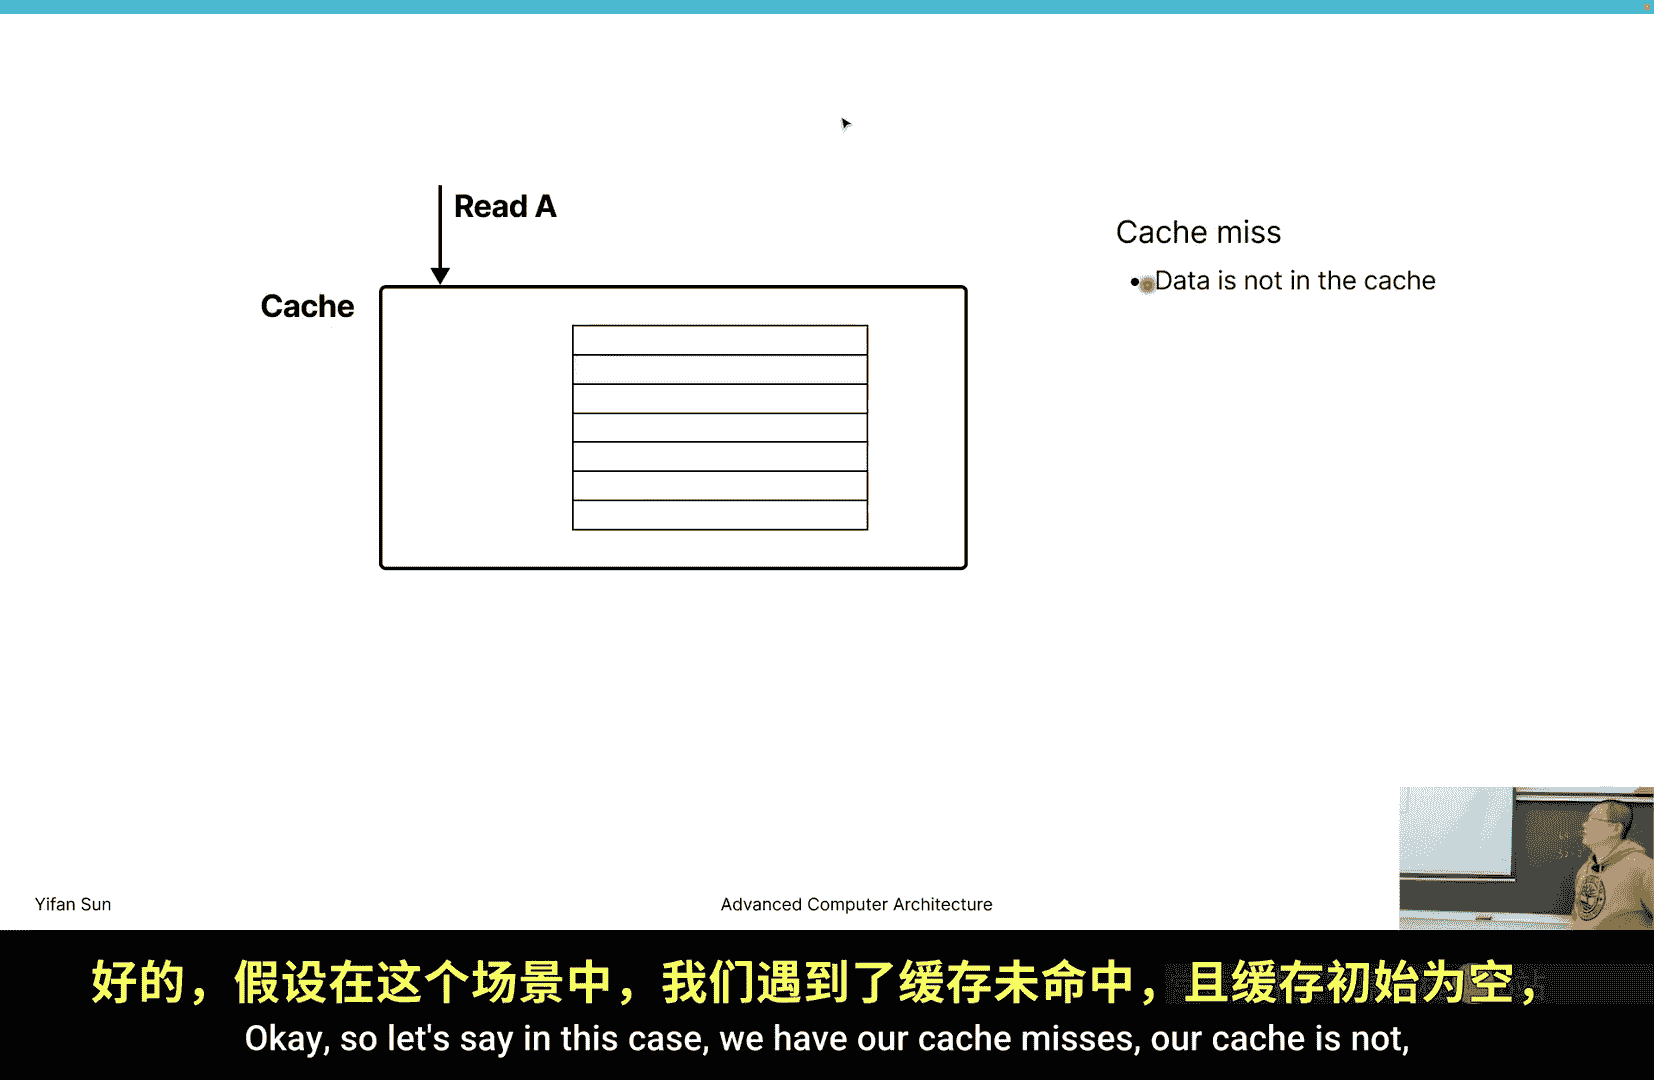 Read A
Cache
Cache miss
• Data is not in the cache
Yifan Sun
Advanced Computer Architecture
好的，假设在这个场景中，我们遇到了缓存未命中，且缓存初始为空，
Okay, so let's say in this case, we have our cache misses, our cache is not,